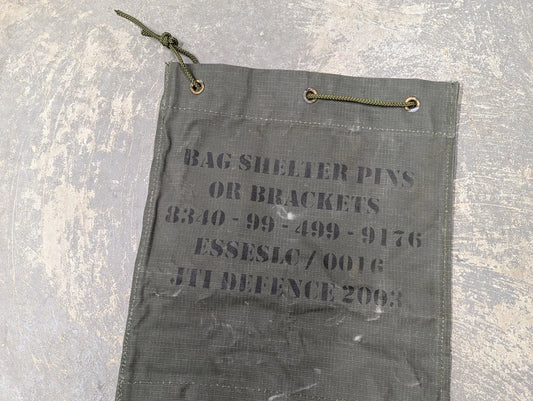 BAG SHELTER PINS
OR BRACKETS
8340 - 99 - 499 - 9176
ESSESLC / 0016
JTI DEFENCE 2003